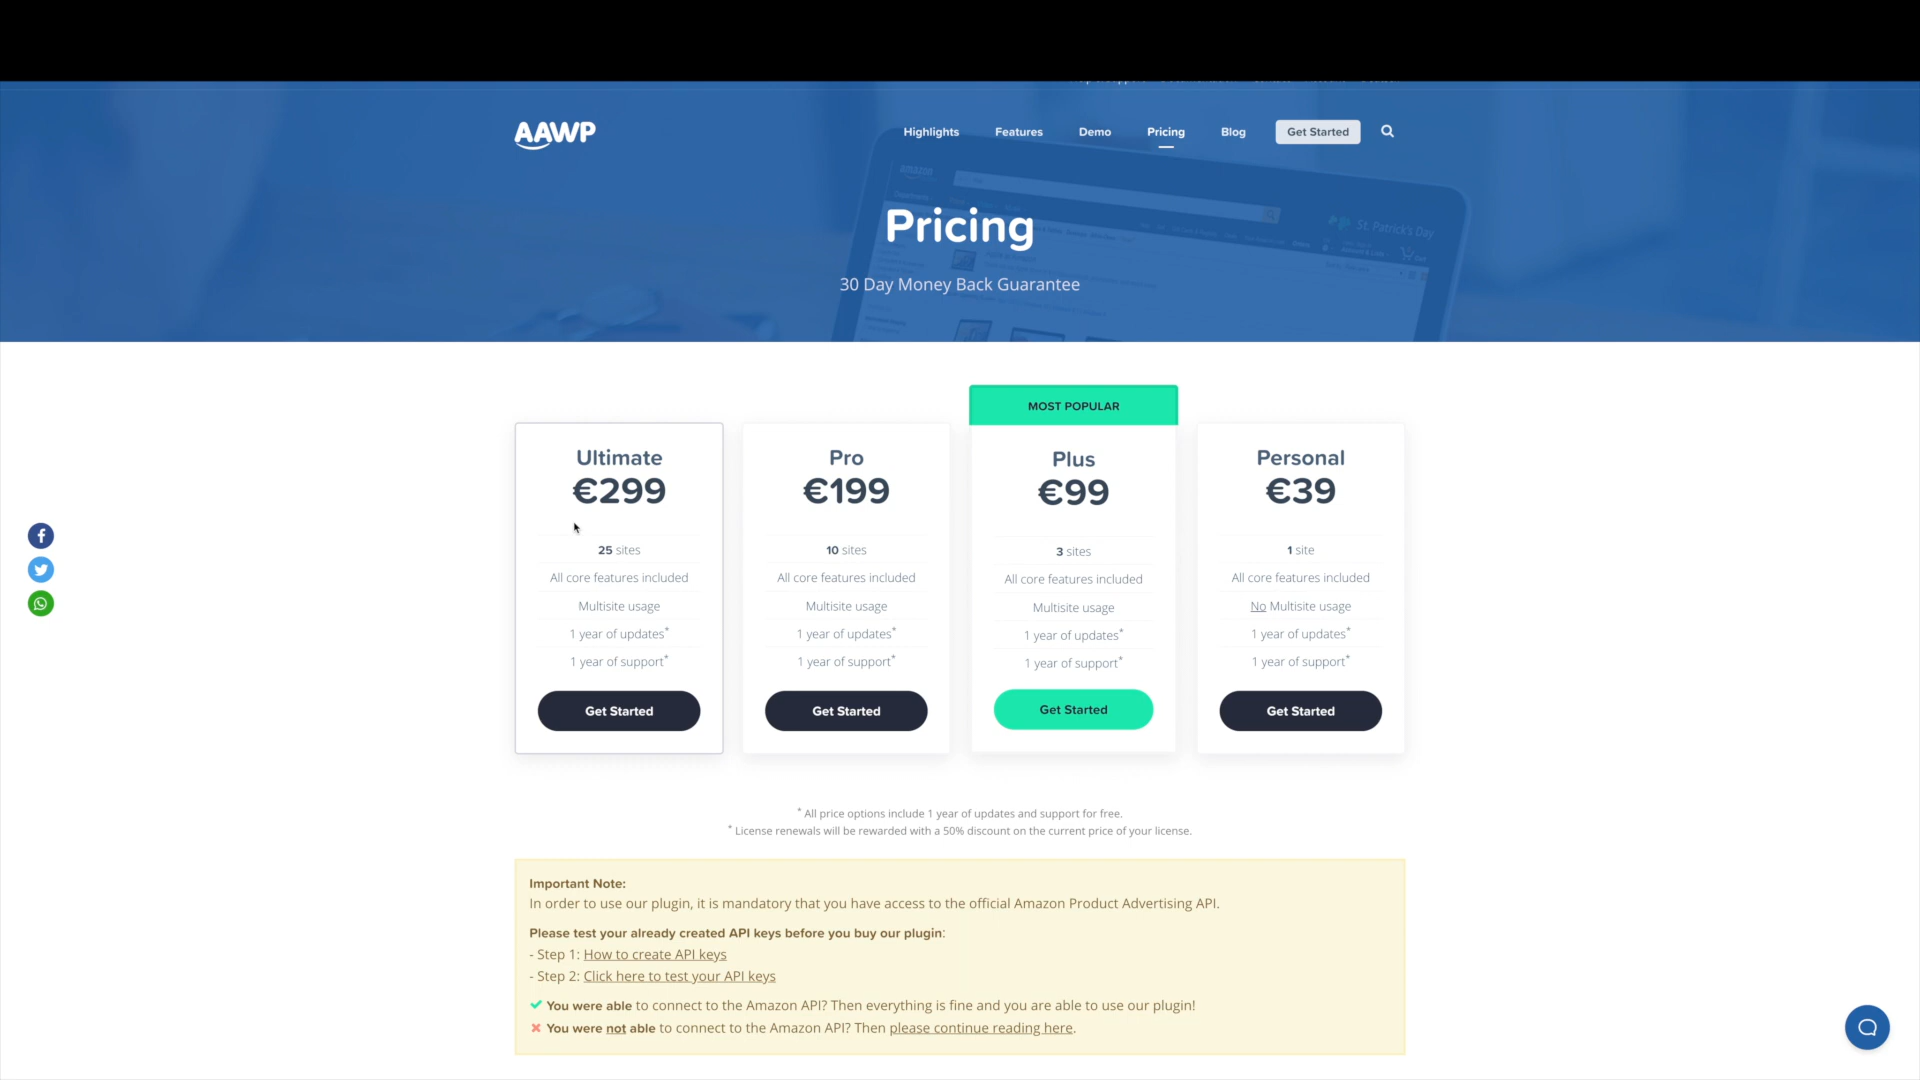 AAWP
Highlights
Features
Demo
Pricing
Blog
Get Started
Pricing
30 Day Money Back Guarantee
amazon
St. Patrick's Day
Ultimate
€299
25 sites
All core features included
Multisite usage
1 year of updates*
1 year of support*
Get Started
Pro
€199
10 sites
All core features included
Multisite usage
1 year of updates*
1 year of support*
Get Started
MOST POPULAR
Plus
€99
3 sites
All core features included
Multisite usage
1 year of updates*
1 year of support*
Get Started
Personal
€39
1 site
All core features included
No Multisite usage
1 year of updates*
1 year of support*
Get Started
* All price options include 1 year of updates and support for free.
* License renewals will be rewarded with a 50% discount on the current price of your license.
Important Note:
In order to use our plugin, it is mandatory that you have access to the official Amazon Product Advertising API.
Please test your already created API keys before you buy our plugin:
- Step 1: How to create API keys
- Step 2: Click here to test your API keys
You were able to connect to the Amazon API? Then everything is fine and you are able to use our plugin!
You were not able to connect to the Amazon API? Then please continue reading here.